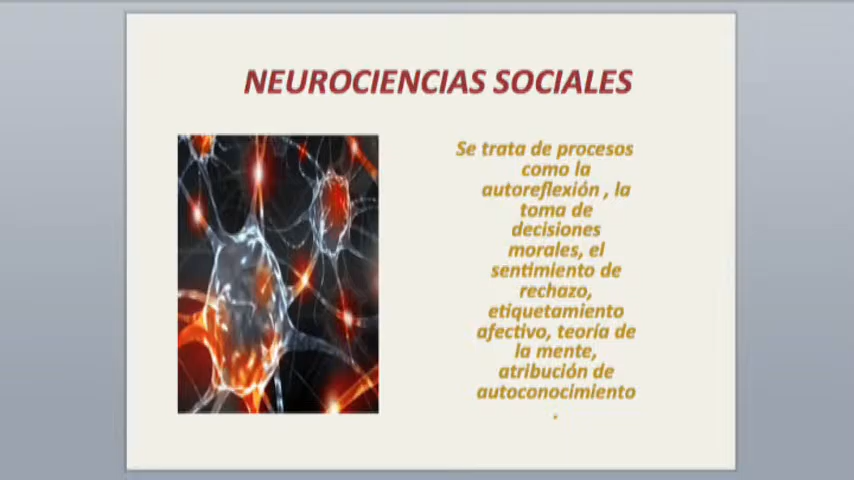 NEUROCIENCIAS SOCIALES
Se trata de procesos
como la
autoreflexión , la
toma de
decisiones
morales, el
sentimiento de
rechazo,
etiquetamiento
afectivo, teoría de
la mente,
atribución de
autoconocimiento
.